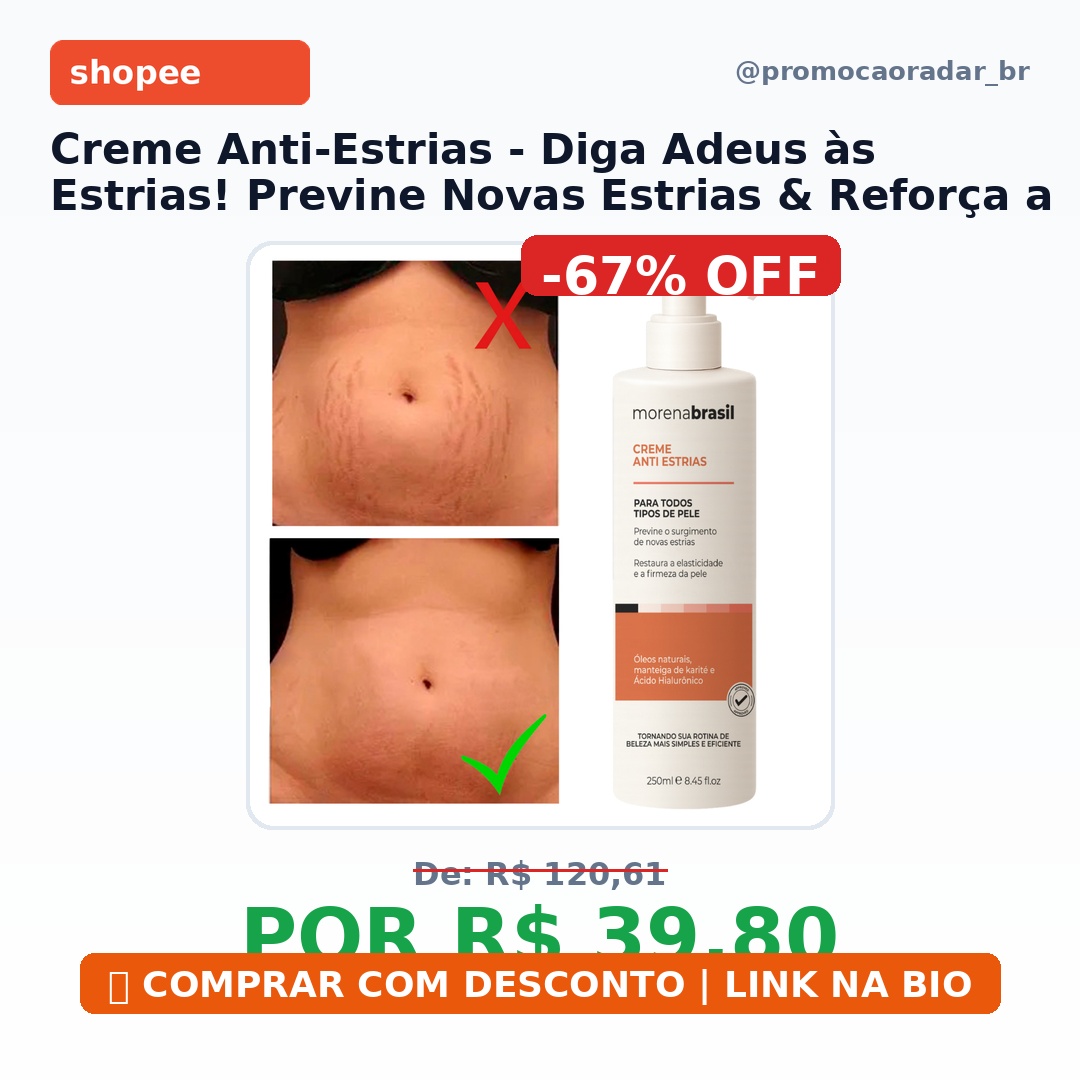 shopee
@promocaoradar_br
Creme Anti-Estrias - Diga Adeus às
Estrias! Previne Novas Estrias & Reforça a
-67% OFF
X
morenabrasil
CREME
ANTI ESTRIAS
PARA TODOS
TIPOS DE PELE
Previne o surgimento
de novas estrias
Restaura a elasticidade
e a firmeza da pele
Óleos naturais,
manteiga de karité e
Ácido Hialurônico
TORNANDO SUA ROTINA DE
BELEZA MAIS SIMPLES E EFICIENTE
250ml e 8.45 fl.oz
De: R$ 120,61
POR R$ 39,80
COMPRAR COM DESCONTO | LINK NA BIO